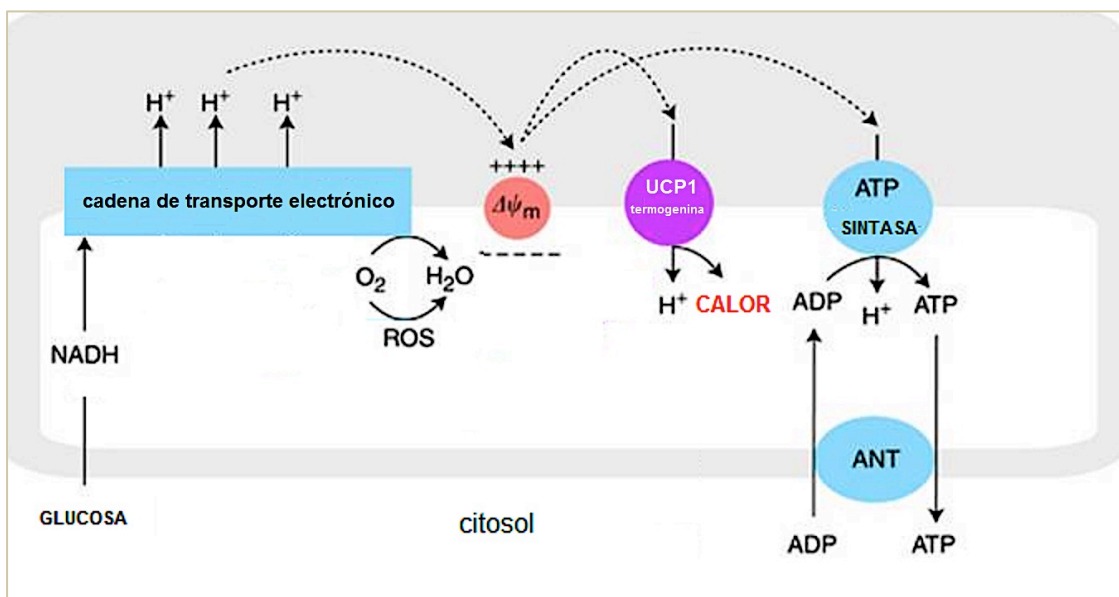 H⁺ H⁺ H⁺
cadena de transporte electrónico
++++
Δψm
----------
UCP1
termogenina
ATP
SINTASA
O₂ H₂O
ROS
H⁺ CALOR
ADP H⁺ ATP
NADH
ANT
GLUCOSA
citosol
ADP ATP